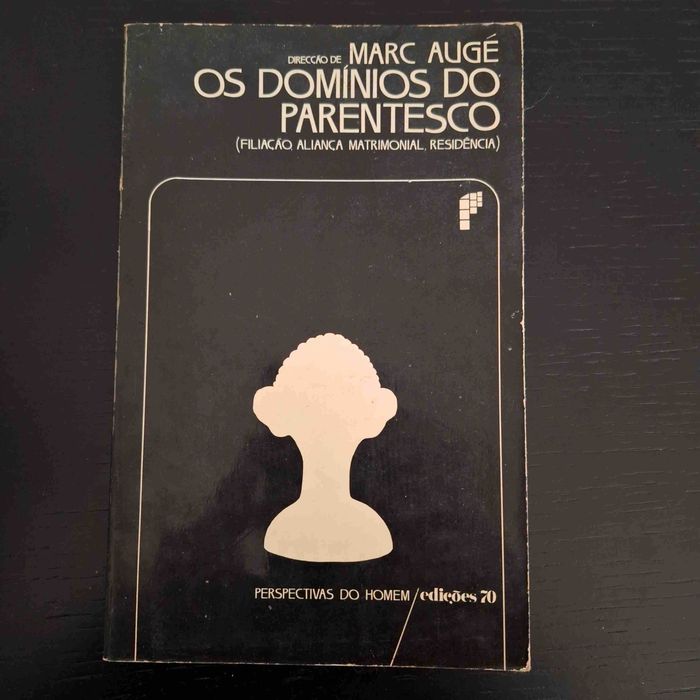 DIRECÇÃO DE MARC AUGÉ
OS DOMÍNIOS DO
PARENTESCO
(FILIAÇÃO, ALIANÇA MATRIMONIAL, RESIDÊNCIA)
PERSPECTIVAS DO HOMEM / edições 70